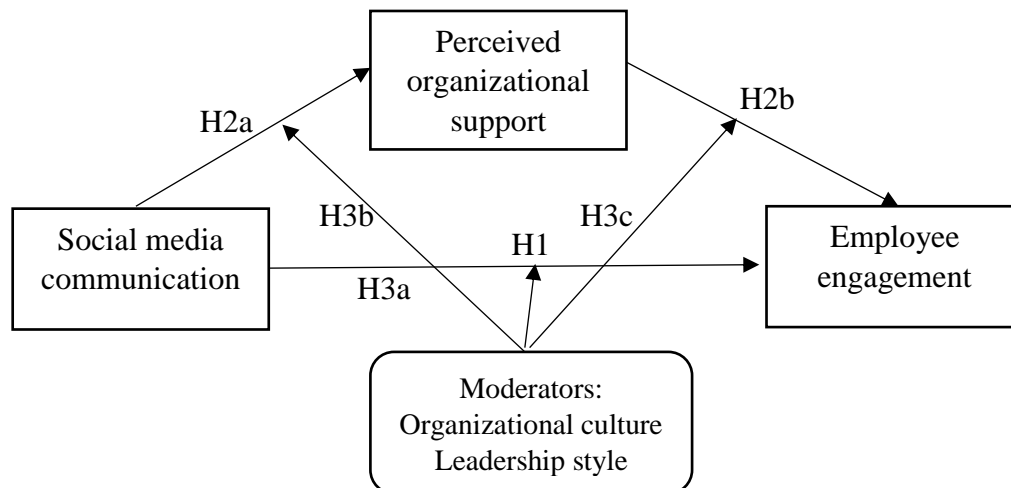 Perceived
organizational
support
H2b
H2a
H3b
H3c
Social media
communication
H1
Employee
engagement
H3a
Moderators:
Organizational culture
Leadership style